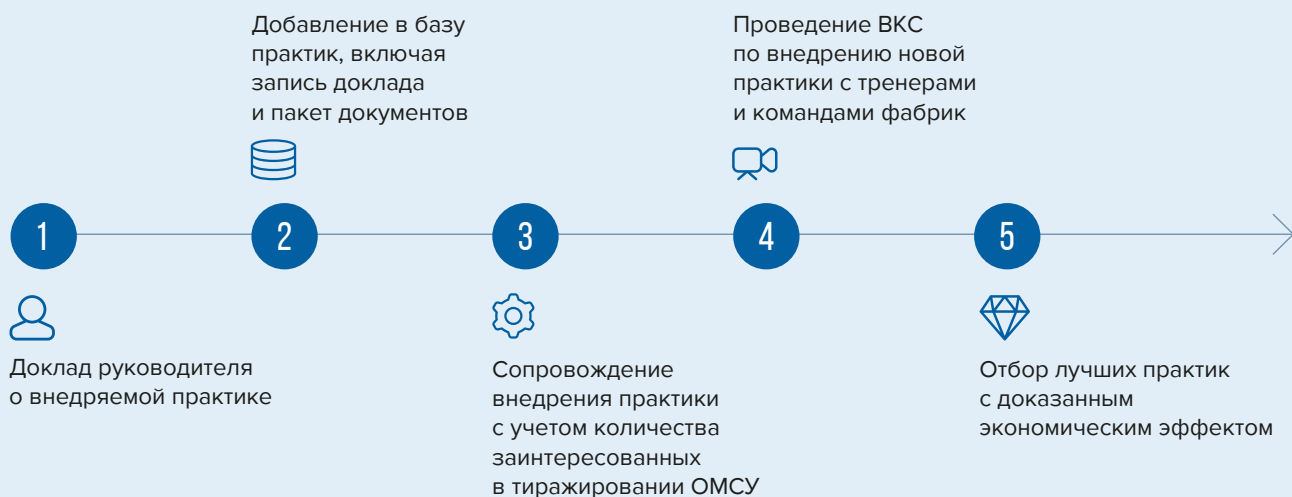 1
Доклад руководителя
о внедряемой практике
2
Добавление в базу
практик, включая
запись доклада
и пакет документов
3
Сопровождение
внедрения практики
с учетом количества
заинтересованных
в тиражировании ОМСУ
4
Проведение ВКС
по внедрению новой
практики с тренерами
и командами фабрик
5
Отбор лучших практик
с доказанным
экономическим эффектом